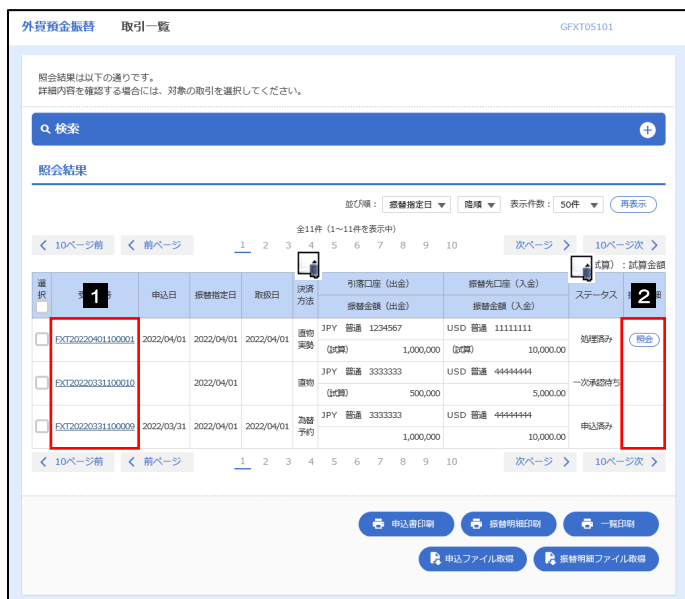 外貨預金振替 取引一覧 GFXT05101
照会結果は以下の通りです。
詳細内容を確認する場合には、対象の取引を選択してください。
検索
照会結果
並び順： 振替指定日 ▼ 降順 ▼ 表示件数： 50件 ▼ 再表示
全11件（1～11件を表示中）
10ページ前 前ページ 1 2 3 4 5 6 7 8 9 10 次ページ 10ページ次
試算）：試算金額
選択 1 申込日 振替指定日 取扱日 決済方法 引落口座（出金） 振替先口座（入金） ステータス 2
振替金額（出金） 振替金額（入金）
FXT20220401100001 2022/04/01 2022/04/01 2022/04/01 直物実勢 JPY 普通 1234567 USD 普通 11111111 処理済み 照会
（試算） 1,000,000 （試算） 10,000.00
FXT20220331100010 2022/04/01 直物 JPY 普通 3333333 USD 普通 44444444 一次承認待ち
（試算） 500,000 5,000.00
FXT20220331100009 2022/03/31 2022/04/01 2022/04/01 為替予約 JPY 普通 3333333 USD 普通 44444444 申込済み
1,000,000 10,000.00
10ページ前 前ページ 1 2 3 4 5 6 7 8 9 10 次ページ 10ページ次
申込書印刷 振替明細印刷 一覧印刷
申込ファイル取得 振替明細ファイル取得